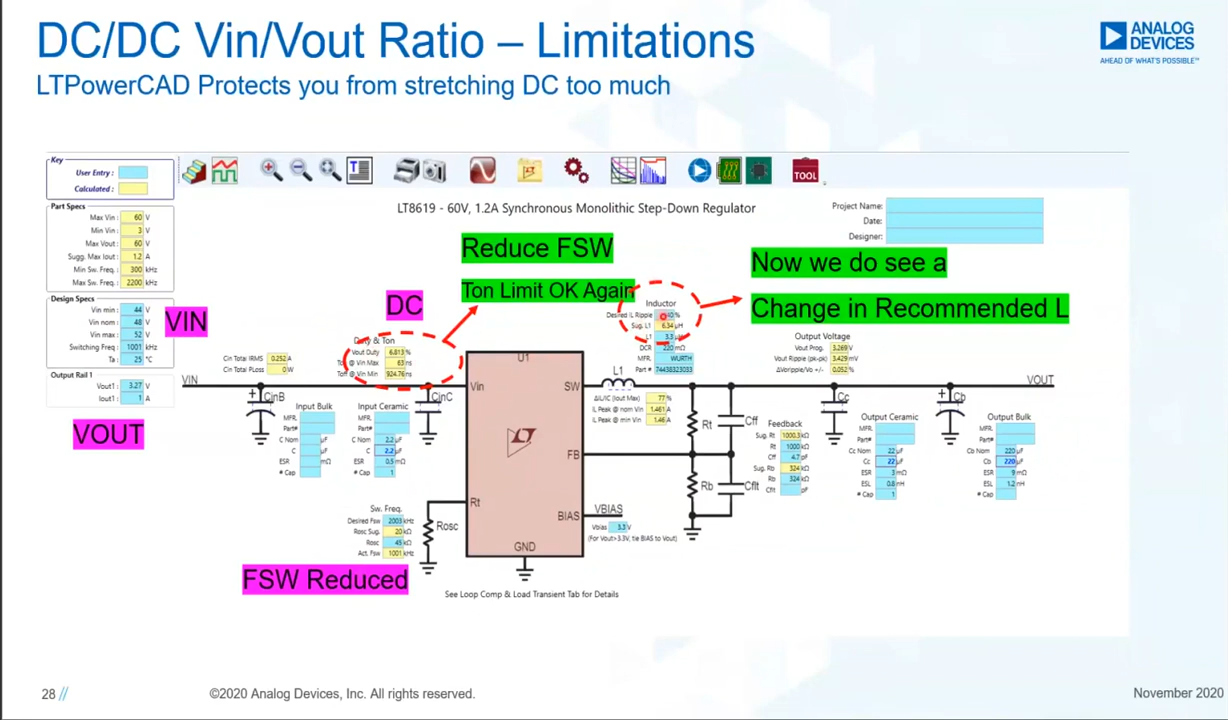 DC/DC Vin/Vout Ratio – Limitations
LTPowerCAD Protects you from stretching DC too much
ANALOG
DEVICES
AHEAD OF WHAT'S POSSIBLE™
Key
User Entry :
Calculated :
TOOL
Part Specs
Max Vin : 60 V
Min Vin : 3 V
Max Vout : 60 V
Sugg. Max Iout : 1.2 A
Min Sw. Freq : 300 kHz
Max Sw. Freq : 2200 kHz
Design Specs
Vin min : 44 V
Vin nom : 48 V
Vin max : 52 V
Switching Freq : 1001 kHz
Ta : 25 °C
Output Rail 1
Vout1 : 3.27 V
Iout1 : 1 A
VIN
VOUT
LT8619 - 60V, 1.2A Synchronous Monolithic Step-Down Regulator
Project Name:
Date:
Designer:
Reduce FSW
Ton Limit OK Again
DC
Now we do see a
Change in Recommended L
Duty & Ton
Vout Duty 6.813 %
@ Vin Max 63 ns
Toff @ Vin Min 924.76 ns
Cin Total IRMS 0.252 A
Cin Total PLoss 0 W
Inductor
Desired IL Ripple %
Sug. L1 6.34 µH
L1 3.3 µH
DCR mΩ
MFR. WURTH
Part # 74438323033
Output Voltage
Vout Prog. 3.269 V
Vout Ripple (pk-pk) 3.429 mV
ΔVoripple/Vo +/- 0.052 %
VIN
VOUT
CinB
CinC
U1
Vin
SW
L1
ΔIL/IC (Iout Max) 77 %
IL Peak @ nom Vin 1.461 A
IL Peak @ min Vin 1.46 A
Rt
Cff
Cc
Cb
Input Bulk
MFR.
Part#
C Nom µF
C µF
ESR mΩ
# Cap
Input Ceramic
MFR.
Part#
C Nom 2.2 µF
C 2.2 µF
ESR 0.5 mΩ
# Cap 1
Feedback
Sug. Rt 1000.3 kΩ
Rt 1000 kΩ
Cff 4.7 pF
Sug. Rb 324 kΩ
Rb 324 kΩ
Cflt pF
Output Ceramic
MFR.
Part#
Cc Nom 22 µF
Cc 22 µF
ESR 3 mΩ
ESL 0.8 nH
# Cap 1
Output Bulk
MFR.
Part#
Cb Nom 220 µF
Cb 220 µF
ESR 9 mΩ
ESL 1.2 nH
# Cap
FB
Rb
Cflt
Rt
Rosc
BIAS
VBIAS
Vbias 3.3 V
(For Vout>3.3V, tie BIAS to Vout)
GND
Sw. Freq.
Desired Fsw 2003 kHz
Rosc Sug. 20 kΩ
Rosc 45 kΩ
Act. Fsw 1001 kHz
FSW Reduced
See Loop Comp & Load Transient Tab for Details
28 //
©2020 Analog Devices, Inc. All rights reserved.
November 2020